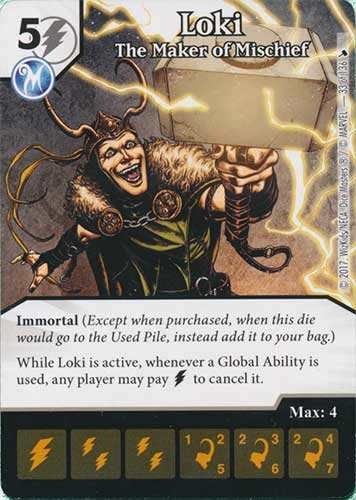 5
Loki
The Maker of Mischief
M
33 of 136
© 2017. WizKids/NECA · Dice Masters ® / © MARVEL
Immortal (Except when purchased, when this die
would go to the Used Pile, instead add it to your bag.)
While Loki is active, whenever a Global Ability is
used, any player may pay to cancel it.
Max: 4
1 2 5
2 3 6
2 4 7